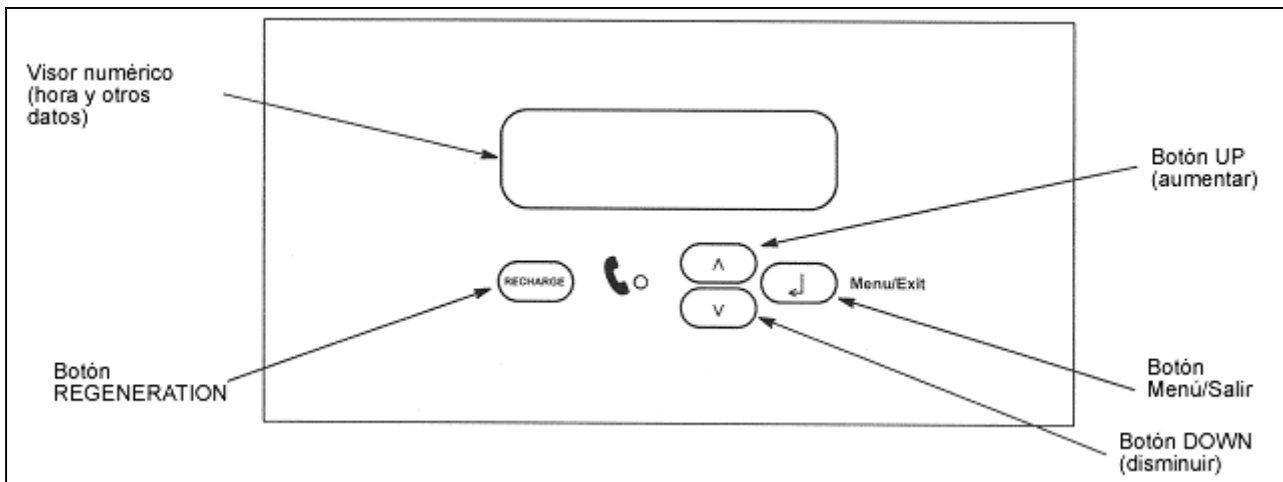 Visor numérico
(hora y otros
datos)
Botón UP
(aumentar)
RECHARGE
Menu/Exit
Botón
REGENERATION
Botón
Menú/Salir
Botón DOWN
(disminuir)